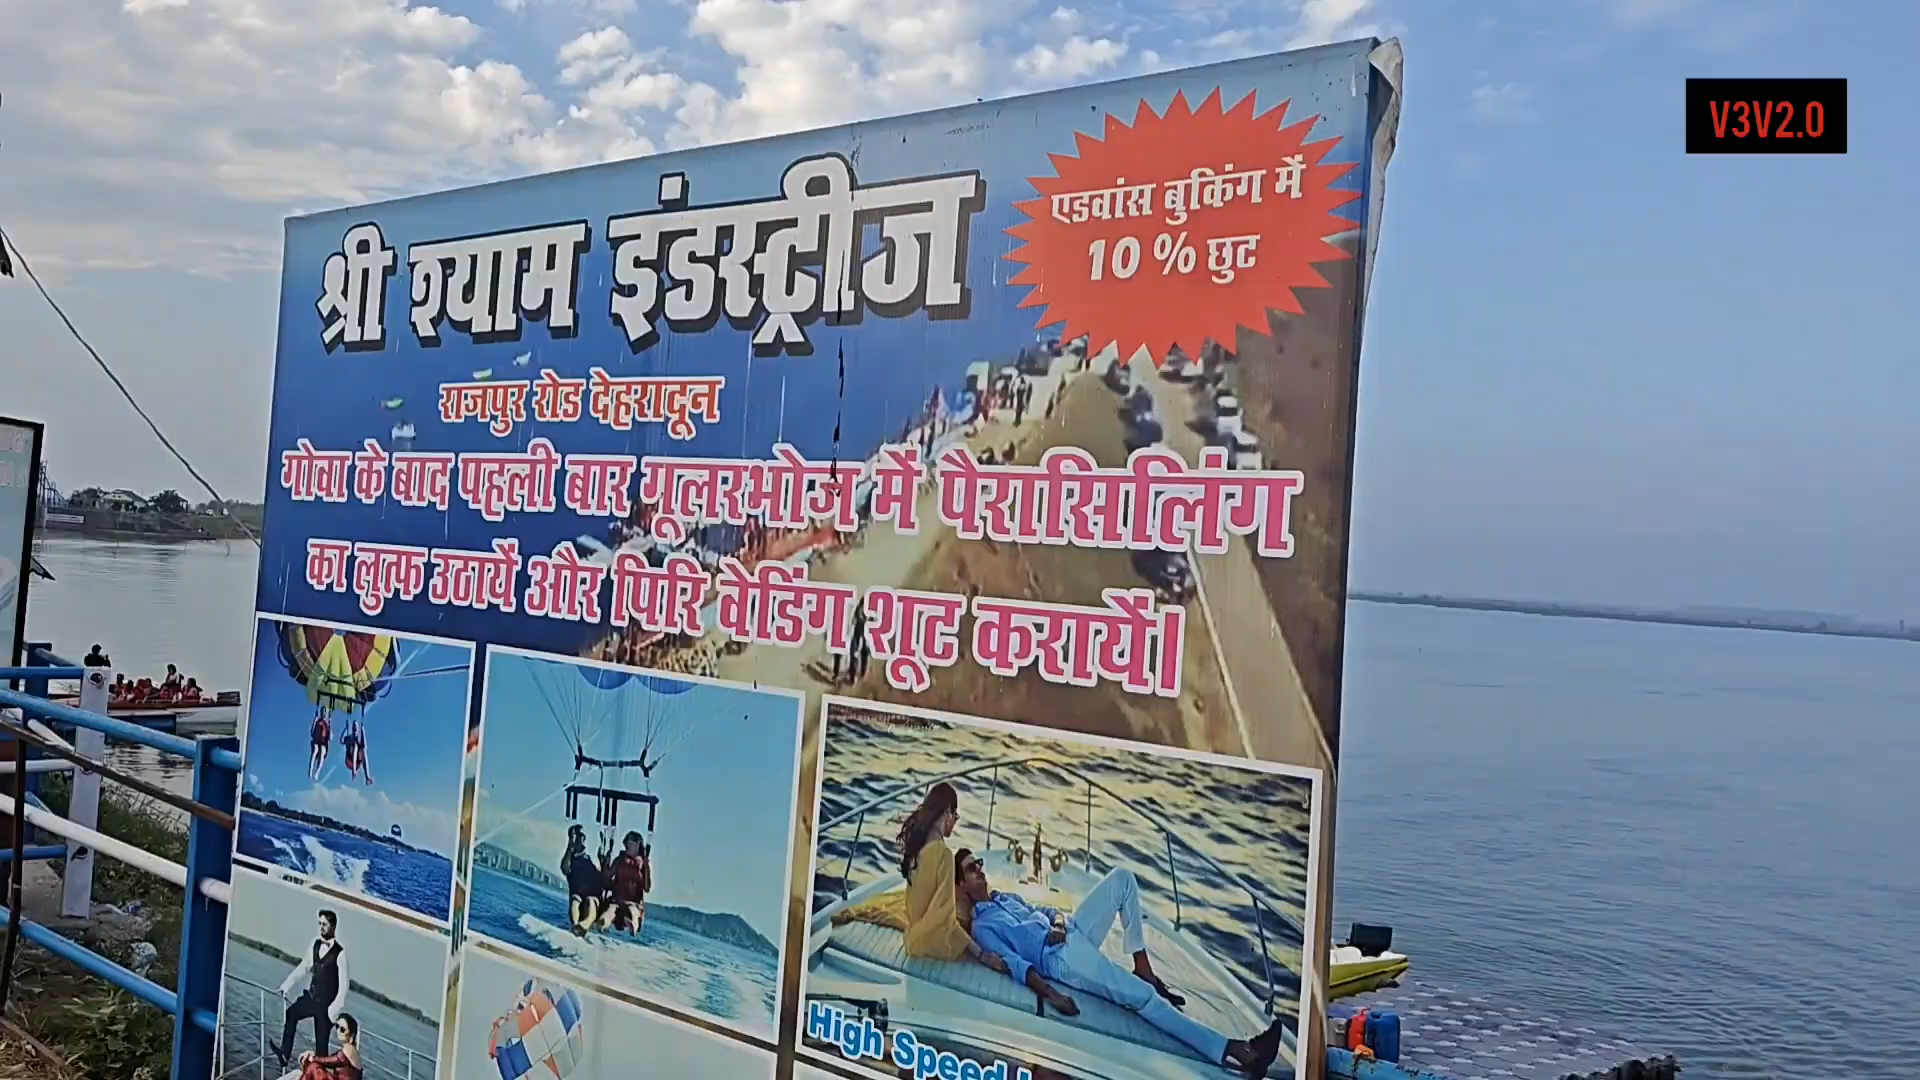 V3V2.0
श्री श्याम इंडस्ट्रीज
एडवांस बुकिंग में
10 % छुट
राजपुर रोड देहरादून
गोवा के बाद पहली बार गूलरभोज में पैरासिलिंग
का लुत्फ उठायें और पिरि वेडिंग शूट करायें।
High Speed